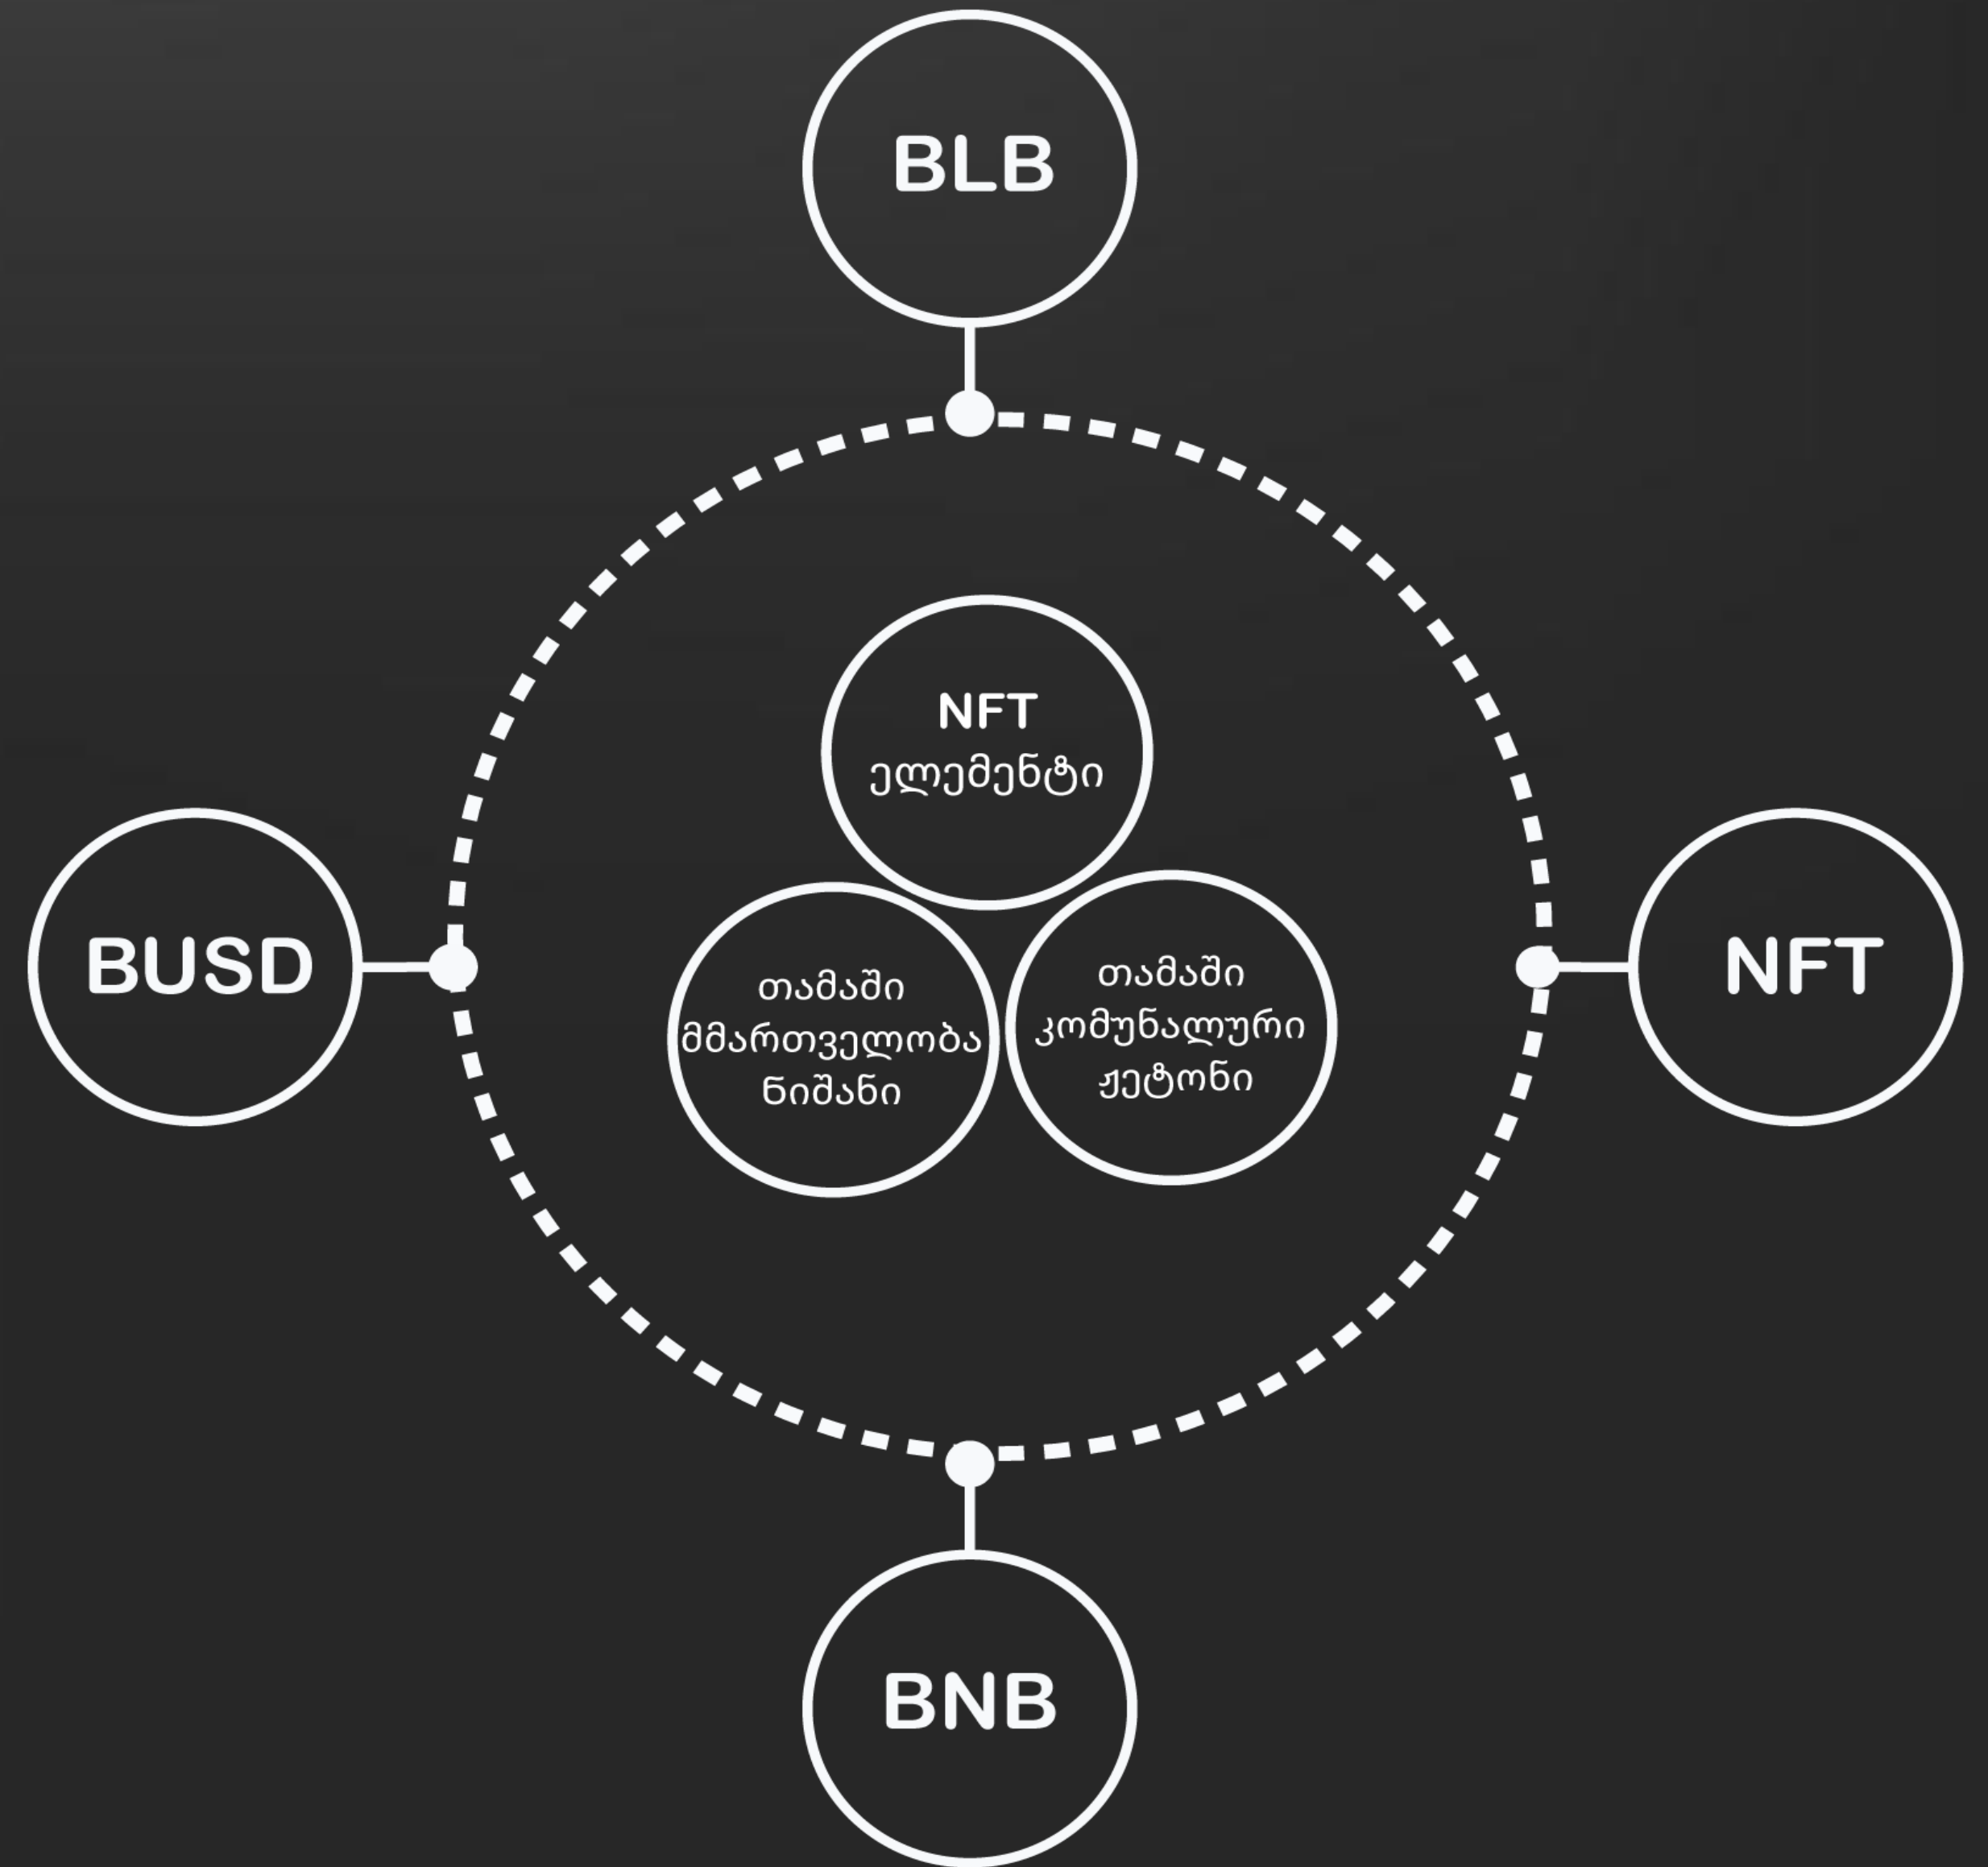 BLB
NFT
ელემენტი
BUSD
თამაში
მმართველობა
ნიშანი
თამაში
კომუნალური
ჟეტონი
NFT
BNB